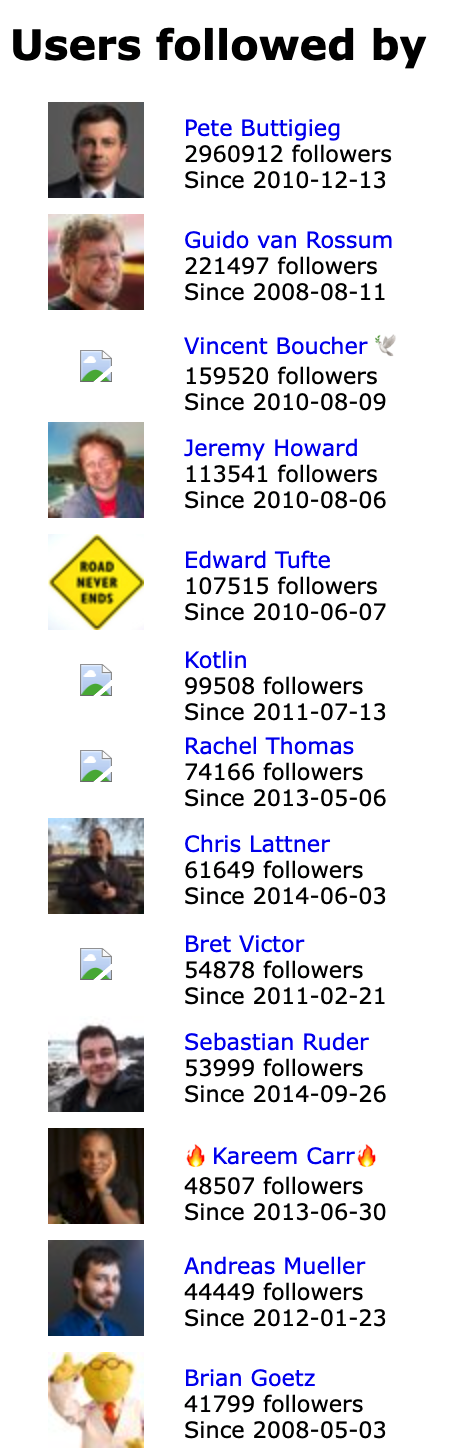 Users followed by
Pete Buttigieg
2960912 followers
Since 2010-12-13
Guido van Rossum
221497 followers
Since 2008-08-11
Vincent Boucher 🕊️
159520 followers
Since 2010-08-09
Jeremy Howard
113541 followers
Since 2010-08-06
ROAD
NEVER
ENDS
Edward Tufte
107515 followers
Since 2010-06-07
Kotlin
99508 followers
Since 2011-07-13
Rachel Thomas
74166 followers
Since 2013-05-06
Chris Lattner
61649 followers
Since 2014-06-03
Bret Victor
54878 followers
Since 2011-02-21
Sebastian Ruder
53999 followers
Since 2014-09-26
🔥 Kareem Carr🔥
48507 followers
Since 2013-06-30
Andreas Mueller
44449 followers
Since 2012-01-23
Brian Goetz
41799 followers
Since 2008-05-03